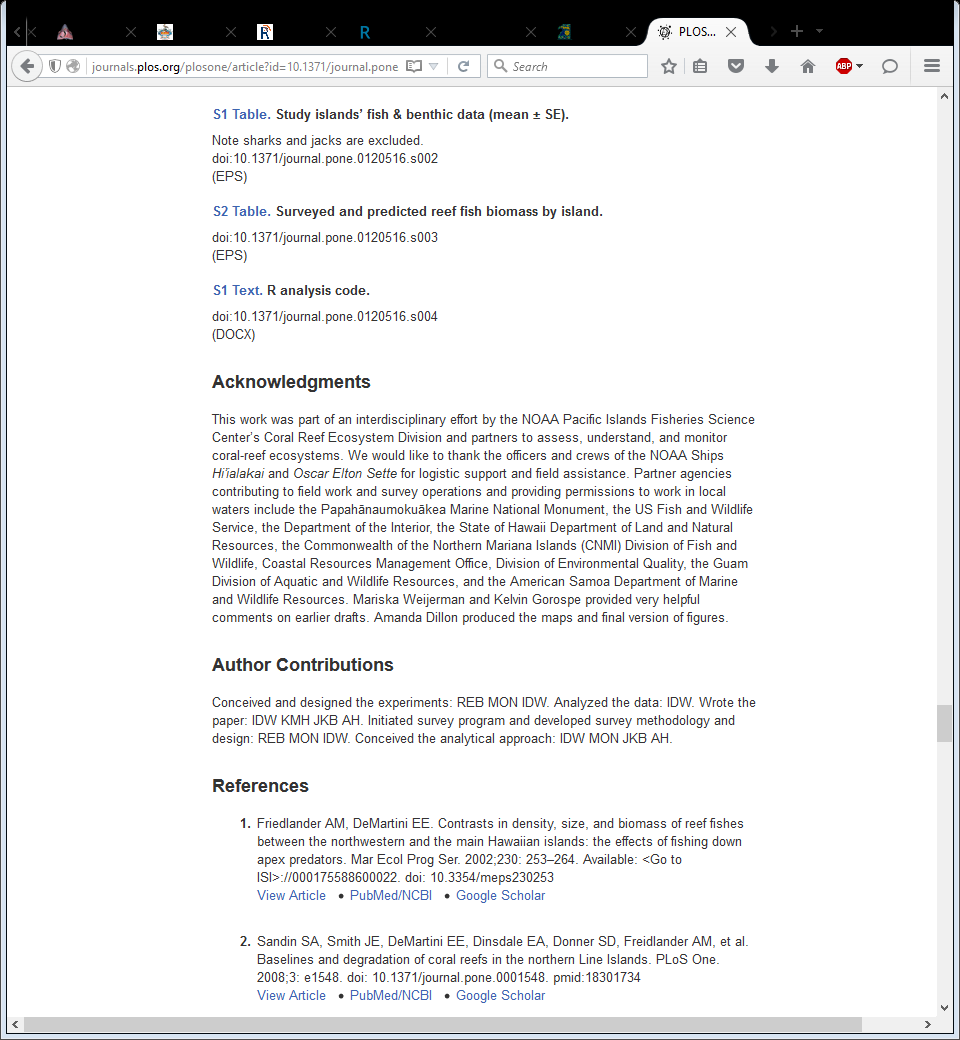 PLOS...
journals.plos.org/plosone/article?id=10.1371/journal.pone
Search
ABP
S1 Table. Study islands’ fish & benthic data (mean ± SE).
Note sharks and jacks are excluded.
doi:10.1371/journal.pone.0120516.s002
(EPS)
S2 Table. Surveyed and predicted reef fish biomass by island.
doi:10.1371/journal.pone.0120516.s003
(EPS)
S1 Text. R analysis code.
doi:10.1371/journal.pone.0120516.s004
(DOCX)
Acknowledgments
This work was part of an interdisciplinary effort by the NOAA Pacific Islands Fisheries Science
Center’s Coral Reef Ecosystem Division and partners to assess, understand, and monitor
coral-reef ecosystems. We would like to thank the officers and crews of the NOAA Ships
Hi'ialakai and Oscar Elton Sette for logistic support and field assistance. Partner agencies
contributing to field work and survey operations and providing permissions to work in local
waters include the Papahānaumokuākea Marine National Monument, the US Fish and Wildlife
Service, the Department of the Interior, the State of Hawaii Department of Land and Natural
Resources, the Commonwealth of the Northern Mariana Islands (CNMI) Division of Fish and
Wildlife, Coastal Resources Management Office, Division of Environmental Quality, the Guam
Division of Aquatic and Wildlife Resources, and the American Samoa Department of Marine
and Wildlife Resources. Mariska Weijerman and Kelvin Gorospe provided very helpful
comments on earlier drafts. Amanda Dillon produced the maps and final version of figures.
Author Contributions
Conceived and designed the experiments: REB MON IDW. Analyzed the data: IDW. Wrote the
paper: IDW KMH JKB AH. Initiated survey program and developed survey methodology and
design: REB MON IDW. Conceived the analytical approach: IDW MON JKB AH.
References
1. Friedlander AM, DeMartini EE. Contrasts in density, size, and biomass of reef fishes
between the northwestern and the main Hawaiian islands: the effects of fishing down
apex predators. Mar Ecol Prog Ser. 2002;230: 253–264. Available: <Go to
ISI>://000175588600022. doi: 10.3354/meps230253
View Article • PubMed/NCBI • Google Scholar
2. Sandin SA, Smith JE, DeMartini EE, Dinsdale EA, Donner SD, Freidlander AM, et al.
Baselines and degradation of coral reefs in the northern Line Islands. PLoS One.
2008;3: e1548. doi: 10.1371/journal.pone.0001548. pmid:18301734
View Article • PubMed/NCBI • Google Scholar